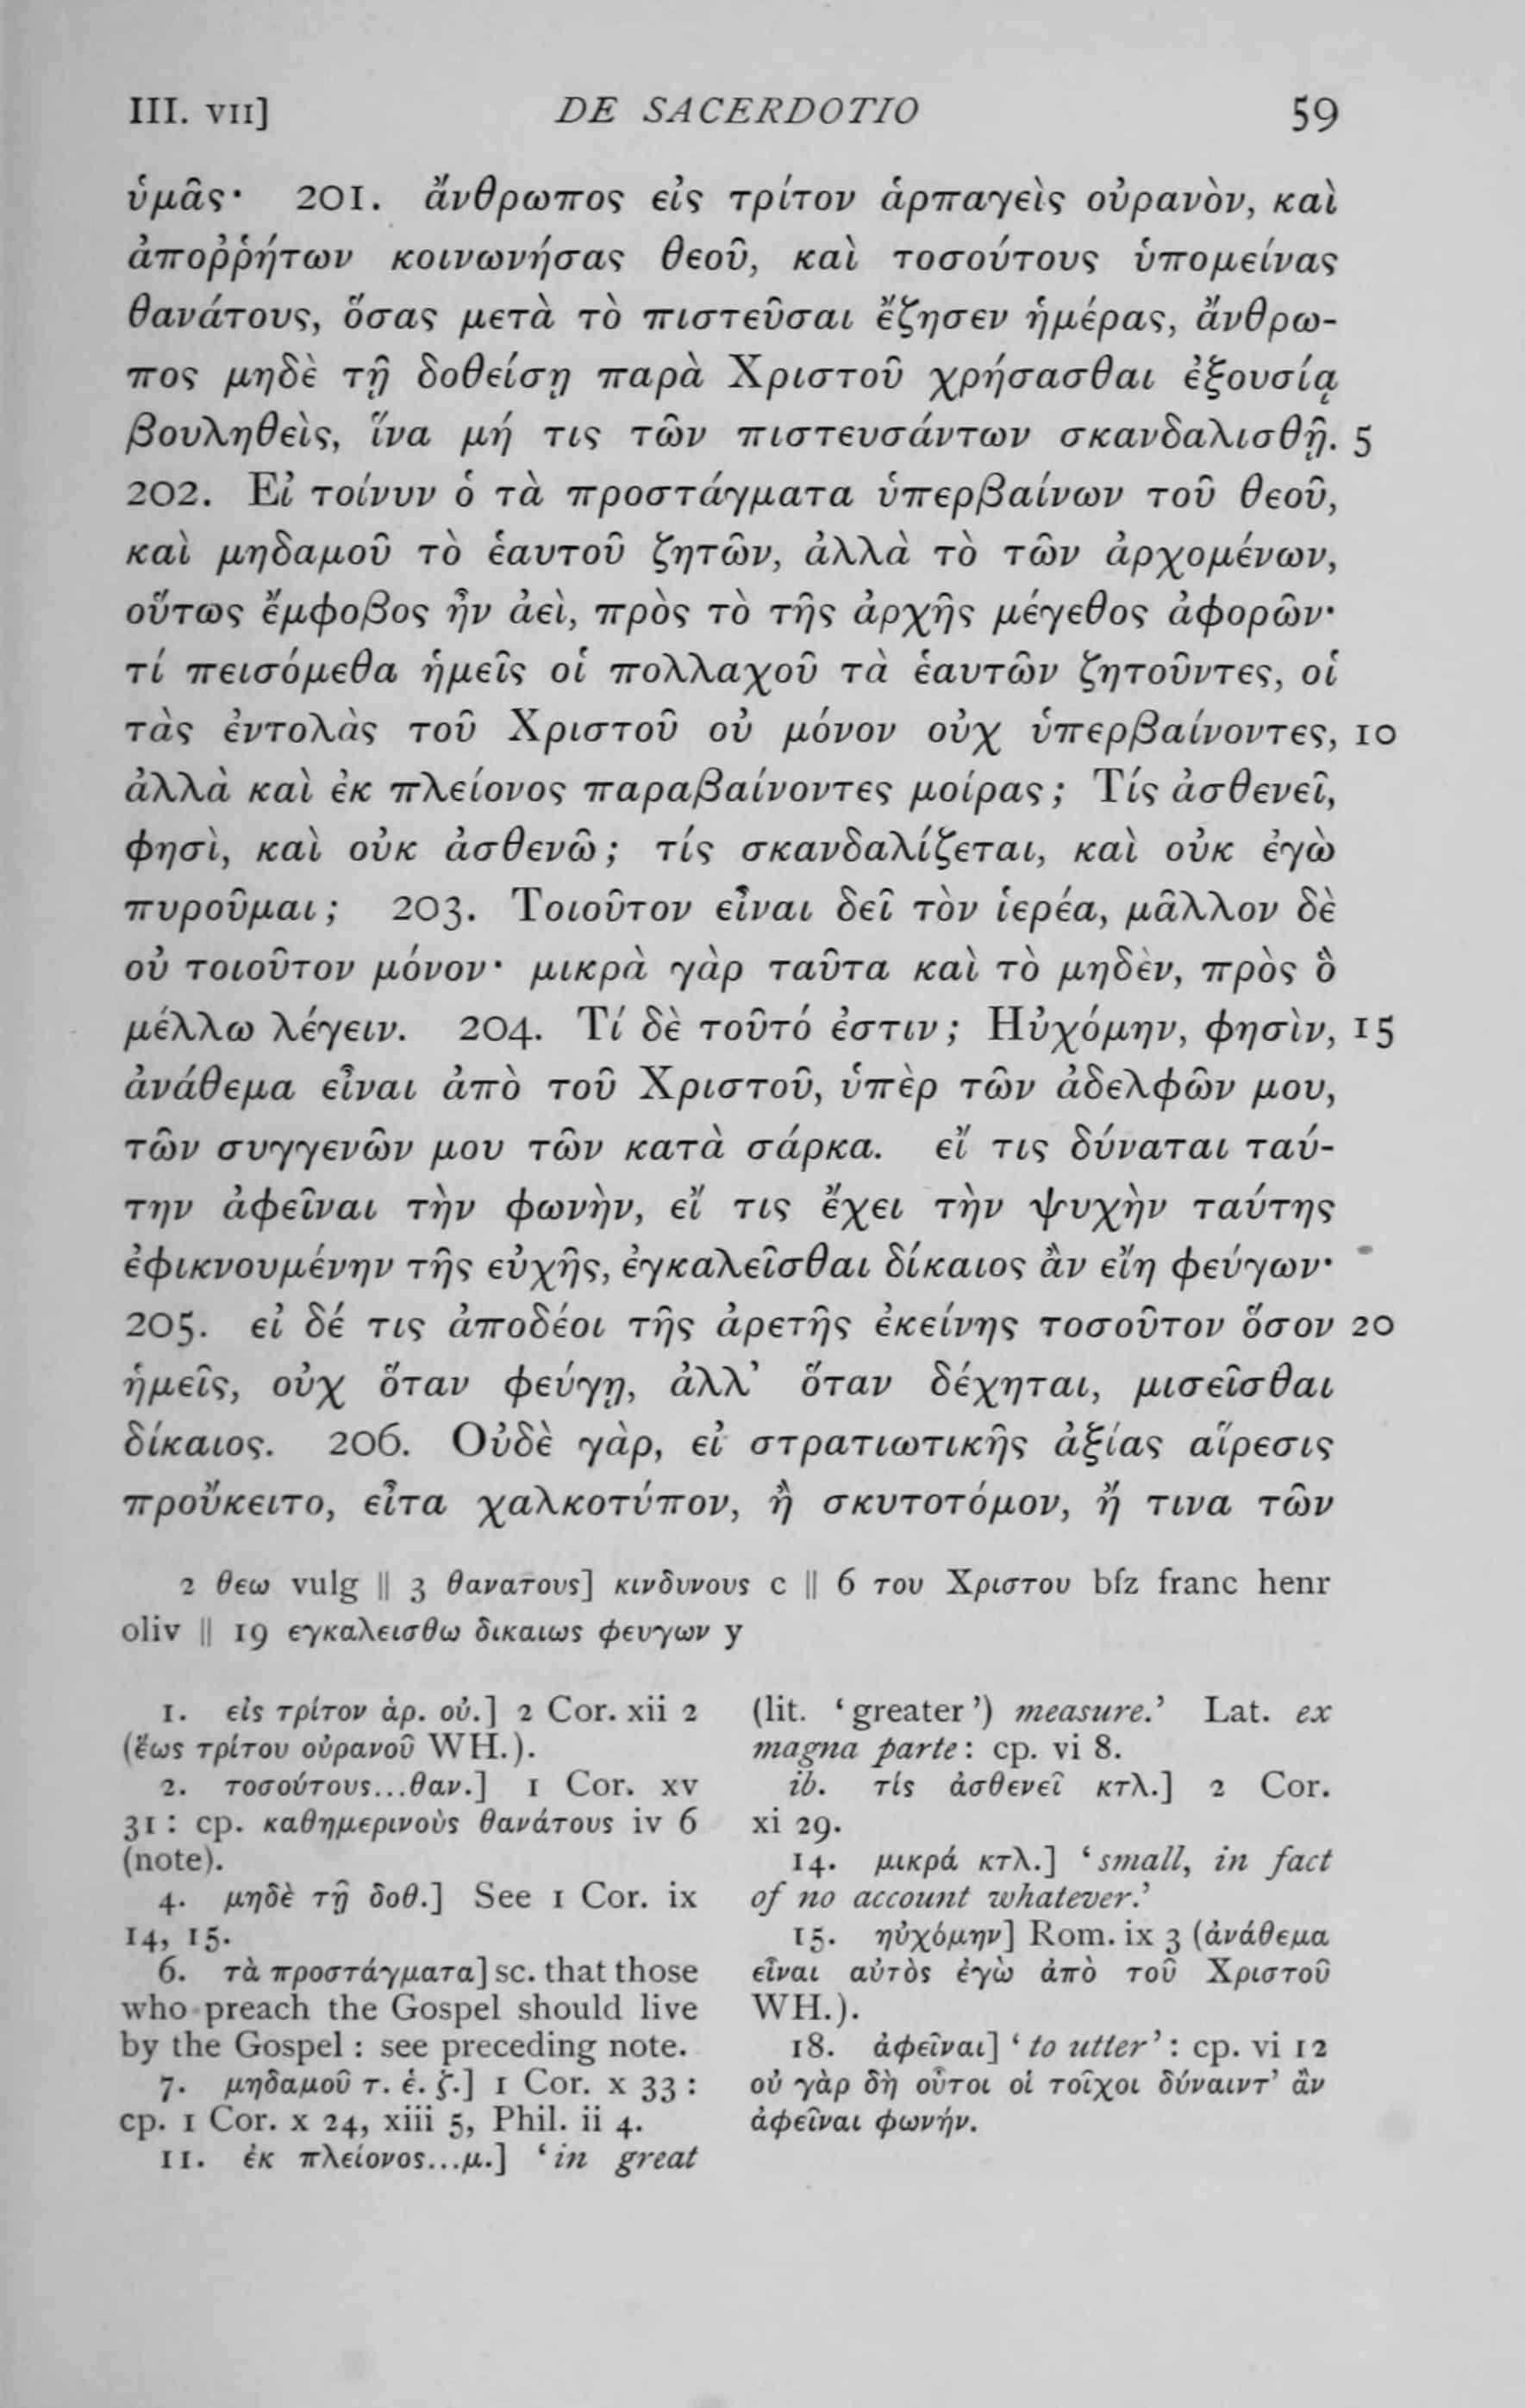 III. VII] DE SACERDOTIO 59
ὑμᾶς· 201. ἄνθρωπος εἰς τρίτον ἁρπαγεὶς οὐρανὸν, καὶ
ἀποῤῥήτων κοινωνήσας θεοῦ, καὶ τοσούτους ὑπομείνας
θανάτους, ὅσας μετὰ τὸ πιστεῦσαι ἔζησεν ἡμέρας, ἄνθρω-
πος μηδὲ τῇ δοθείσῃ παρὰ Χριστοῦ χρήσασθαι ἐξουσίᾳ
βουληθεὶς, ἵνα μή τις τῶν πιστευσάντων σκανδαλισθῇ. 5
202. Εἰ τοίνυν ὁ τὰ προστάγματα ὑπερβαίνων τοῦ θεοῦ,
καὶ μηδαμοῦ τὸ ἑαυτοῦ ζητῶν, ἀλλὰ τὸ τῶν ἀρχομένων,
οὕτως ἔμφοβος ἦν ἀεὶ, πρὸς τὸ τῆς ἀρχῆς μέγεθος ἀφορῶν·
τί πεισόμεθα ἡμεῖς οἱ πολλαχοῦ τὰ ἑαυτῶν ζητοῦντες, οἱ
τὰς ἐντολὰς τοῦ Χριστοῦ οὐ μόνον οὐχ ὑπερβαίνοντες, 10
ἀλλὰ καὶ ἐκ πλείονος παραβαίνοντες μοίρας; Τίς ἀσθενεῖ,
φησὶ, καὶ οὐκ ἀσθενῶ; τίς σκανδαλίζεται, καὶ οὐκ ἐγὼ
πυροῦμαι; 203. Τοιοῦτον εἶναι δεῖ τὸν ἱερέα, μᾶλλον δὲ
οὐ τοιοῦτον μόνον· μικρὰ γὰρ ταῦτα καὶ τὸ μηδὲν, πρὸς ὃ
μέλλω λέγειν. 204. Τί δὲ τοῦτό ἐστιν; Ηὐχόμην, φησὶν, 15
ἀνάθεμα εἶναι ἀπὸ τοῦ Χριστοῦ, ὑπὲρ τῶν ἀδελφῶν μου,
τῶν συγγενῶν μου τῶν κατὰ σάρκα. εἴ τις δύναται ταύ-
την ἀφεῖναι τὴν φωνὴν, εἴ τις ἔχει τὴν ψυχὴν ταύτης
ἐφικνουμένην τῆς εὐχῆς, ἐγκαλεῖσθαι δίκαιος ἂν εἴη φεύγων·
205. εἰ δέ τις ἀποδέοι τῆς ἀρετῆς ἐκείνης τοσοῦτον ὅσον 20
ἡμεῖς, οὐχ ὅταν φεύγῃ, ἀλλ’ ὅταν δέχηται, μισεῖσθαι
δίκαιος. 206. Οὐδὲ γὰρ, εἰ στρατιωτικῆς ἀξίας αἵρεσις
προὔκειτο, εἶτα χαλκοτύπον, ἢ σκυτοτόμον, ἤ τινα τῶν
2 θεω vulg || 3 θανατους] κινδυνους c || 6 του Χριστου bfz franc henr
oliv || 19 εγκαλεισθω δικαιως φευγων y
1. εἰς τρίτον ἁρ. οὐ.] 2 Cor. xii 2
(ἕως τρίτου οὐρανοῦ WH.).
2. τοσούτους...θαν.] 1 Cor. xv
31: cp. καθημερινοὺς θανάτους iv 6
(note).
4. μηδὲ τῇ δοθ.] See 1 Cor. ix
14, 15.
6. τὰ προστάγματα] sc. that those
who preach the Gospel should live
by the Gospel: see preceding note.
7. μηδαμοῦ τ. ἑ. ζ.] 1 Cor. x 33:
cp. 1 Cor. x 24, xiii 5, Phil. ii 4.
11. ἐκ πλείονος...μ.] ‘in great
(lit. ‘greater’) measure.’ Lat. ex
magna parte: cp. vi 8.
ib. τίς ἀσθενεῖ κτλ.] 2 Cor.
xi 29.
14. μικρά κτλ.] ‘small, in fact
of no account whatever.’
15. ηὐχόμην] Rom. ix 3 (ἀνάθεμα
εἶναι αὐτὸς ἐγὼ ἀπὸ τοῦ Χριστοῦ
WH.).
18. ἀφεῖναι] ‘to utter’: cp. vi 12
οὐ γὰρ δὴ οὗτοι οἱ τοῖχοι δύναιντ’ ἂν
ἀφεῖναι φωνήν.